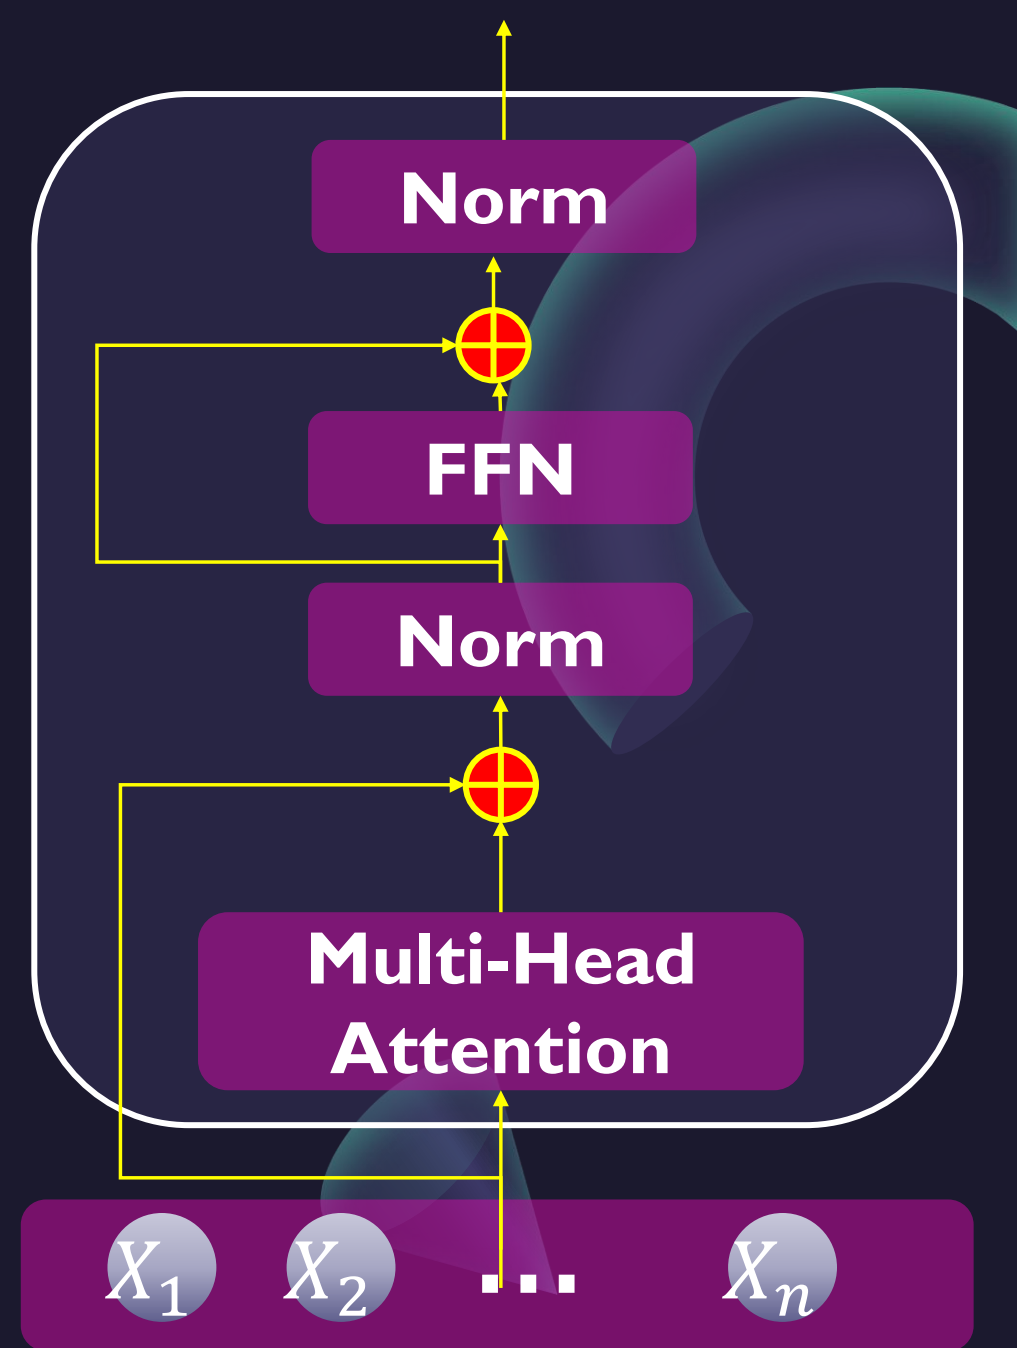 Norm
FFN
Norm
Multi-Head
Attention
X₁ X₂ ... Xₙ